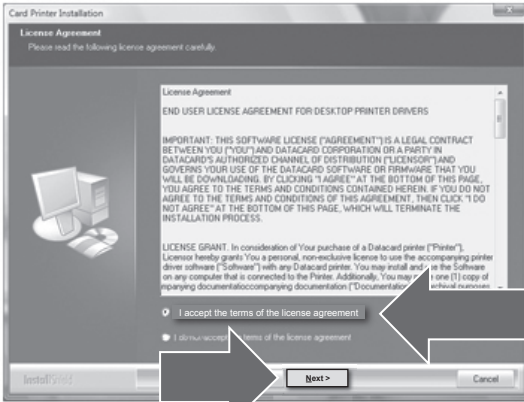 Card Printer Installation
License Agreement
Please read the following license agreement carefully.
License Agreement
END USER LICENSE AGREEMENT FOR DESKTOP PRINTER DRIVERS
IMPORTANT: THIS SOFTWARE LICENSE ("AGREEMENT") IS A LEGAL CONTRACT
BETWEEN YOU ("YOU") AND DATACARD CORPORATION OR A PARTY IN
DATACARD'S AUTHORIZED CHANNEL OF DISTRIBUTION ("LICENSOR") AND
GOVERNS YOUR USE OF THE DATACARD SOFTWARE OR FIRMWARE THAT YOU
WILL BE DOWNLOADING. BY CLICKING "I AGREE" AT THE BOTTOM OF THIS PAGE,
YOU AGREE TO THE TERMS AND CONDITIONS CONTAINED HEREIN. IF YOU DO NOT
AGREE TO THE TERMS AND CONDITIONS OF THIS AGREEMENT, THEN CLICK "I DO
NOT AGREE" AT THE BOTTOM OF THIS PAGE, WHICH WILL TERMINATE THE
INSTALLATION PROCESS.
LICENSE GRANT. In consideration of Your purchase of a Datacard printer ("Printer"),
Licensor hereby grants You a personal, non-exclusive license to use the accompanying printer
driver software ("Software") with any Datacard printer. You may install and use the Software
on any computer that is connected to the Printer. Additionally, You may one (1) copy of
documentation ("Documentation archival purposes
I accept the terms of the license agreement
I do not accept terms of the license agreement
InstallShield
Next >
Cancel